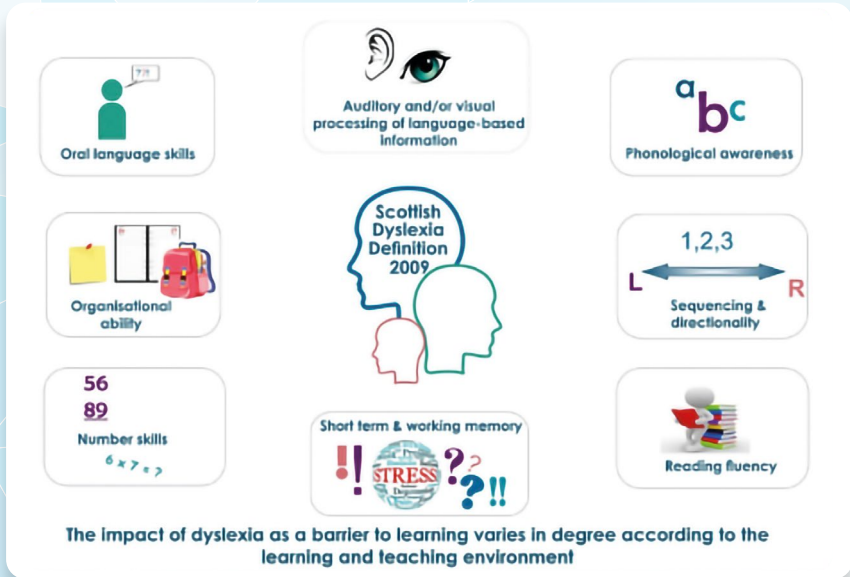 7?!
Oral language skills
Auditory and/or visual
processing of language-based
information
a
b
c
Phonological awareness
Organisational
ability
Scottish
Dyslexia
Definition
2009
1,2,3
L
R
Sequencing &
directionality
56
89
Number skills
6 x 7 = ?
Short term & working memory
!! STRESS ? ? ? !!
Reading fluency
The impact of dyslexia as a barrier to learning varies in degree according to the
learning and teaching environment